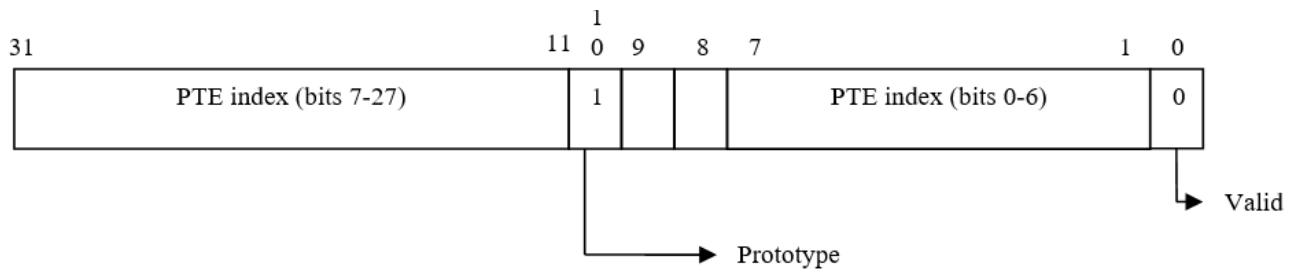 1
31 11 0 9 8 7 1 0
PTE index (bits 7-27) 1 PTE index (bits 0-6) 0
Valid
Prototype